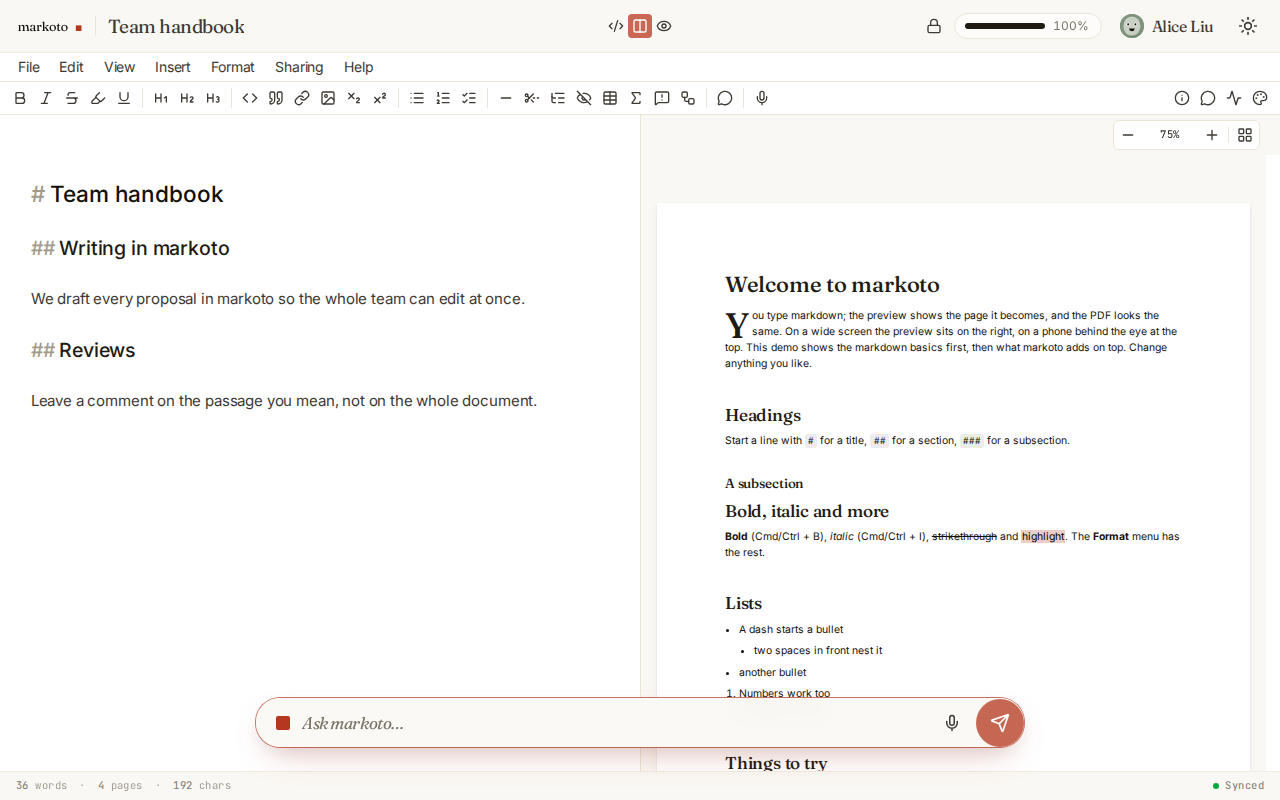 markoto
Team handbook
100%
Alice Liu
File Edit View Insert Format Sharing Help
H1 H2 H3
75%
# Team handbook
## Writing in markoto
We draft every proposal in markoto so the whole team can edit at once.
## Reviews
Leave a comment on the passage you mean, not on the whole document.
Welcome to markoto
You type markdown; the preview shows the page it becomes, and the PDF looks the
same. On a wide screen the preview sits on the right, on a phone behind the eye at the
top. This demo shows the markdown basics first, then what markoto adds on top. Change
anything you like.
Headings
Start a line with # for a title, ## for a section, ### for a subsection.
A subsection
Bold, italic and more
Bold (Cmd/Ctrl + B), italic (Cmd/Ctrl + I), strikethrough and highlight. The Format menu has
the rest.
Lists
• A dash starts a bullet
• two spaces in front nest it
• another bullet
1. Numbers work too
Ask markoto...
Things to try
36 words · 4 pages · 192 chars
Synced